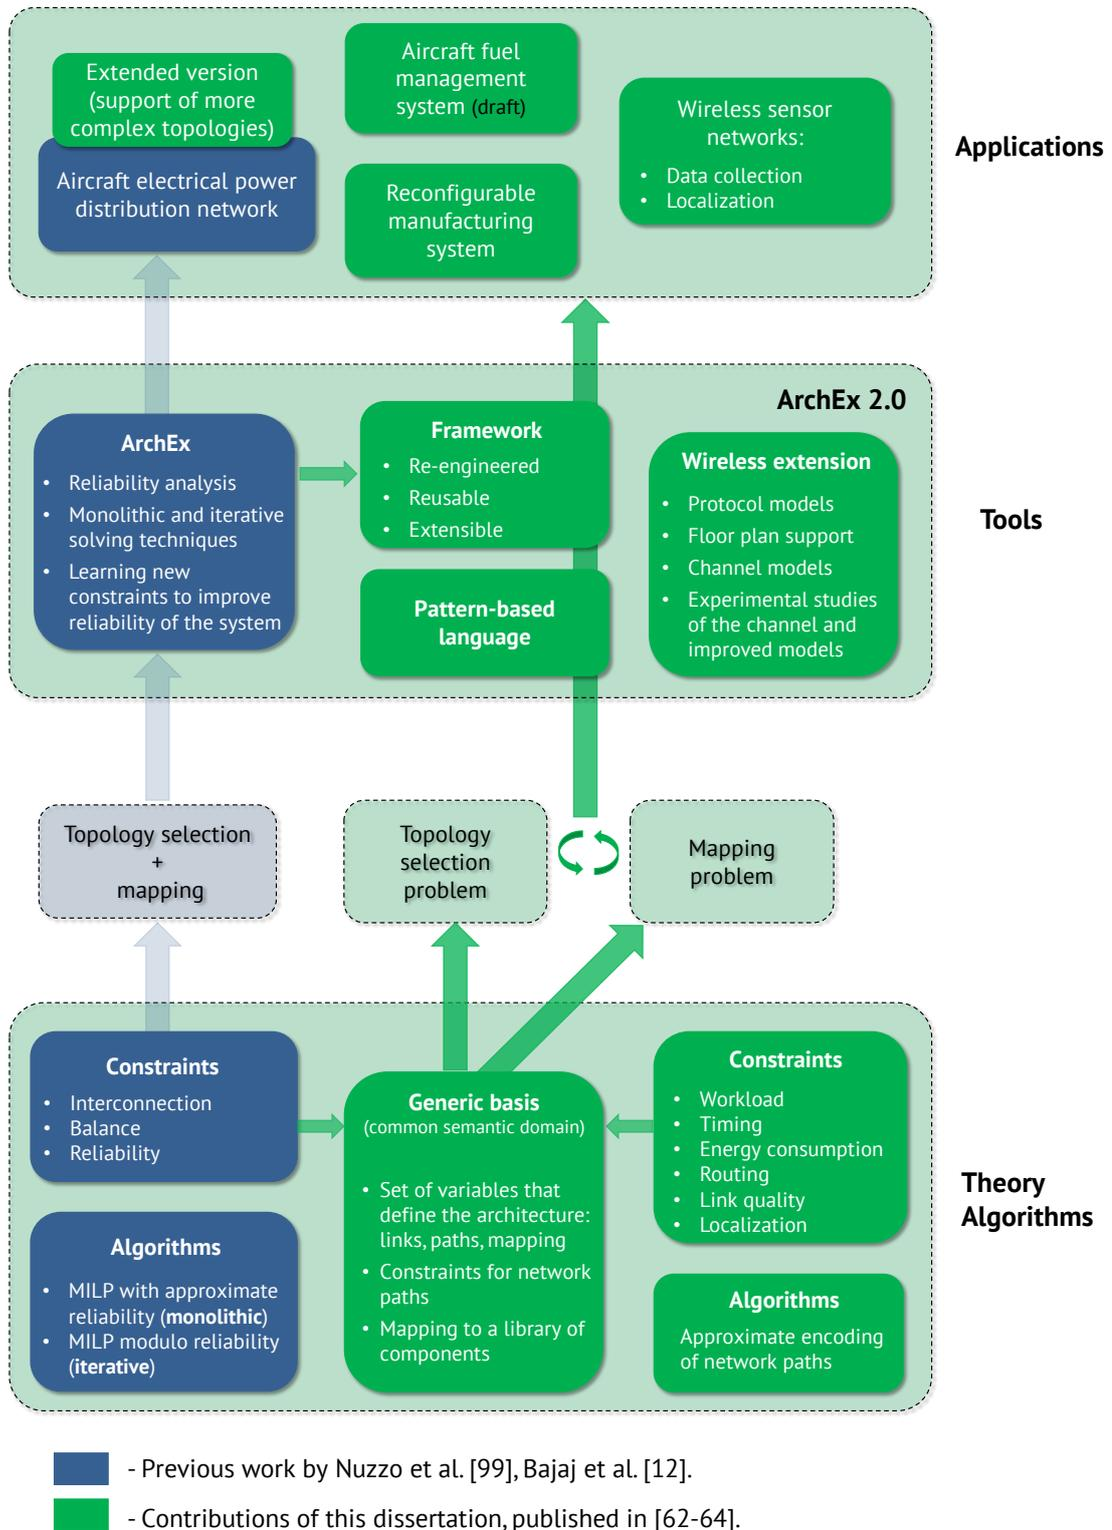 Extended version
(support of more
complex topologies)
Aircraft electrical power
distribution network
Aircraft fuel
management
system (draft)
Reconfigurable
manufacturing
system
Wireless sensor
networks:
• Data collection
• Localization
Applications
ArchEx 2.0
ArchEx
• Reliability analysis
• Monolithic and iterative
solving techniques
• Learning new
constraints to improve
reliability of the system
Framework
• Re-engineered
• Reusable
• Extensible
Pattern-based
language
Wireless extension
• Protocol models
• Floor plan support
• Channel models
• Experimental studies
of the channel and
improved models
Tools
Topology selection
+
mapping
Topology
selection
problem
Mapping
problem
Constraints
• Interconnection
• Balance
• Reliability
Algorithms
• MILP with approximate
reliability (monolithic)
• MILP modulo reliability
(iterative)
Generic basis
(common semantic domain)
• Set of variables that
define the architecture:
links, paths, mapping
• Constraints for network
paths
• Mapping to a library of
components
Constraints
• Workload
• Timing
• Energy consumption
• Routing
• Link quality
• Localization
Algorithms
Approximate encoding
of network paths
Theory
Algorithms
- Previous work by Nuzzo et al. [99], Bajaj et al. [12].
- Contributions of this dissertation, published in [62-64].